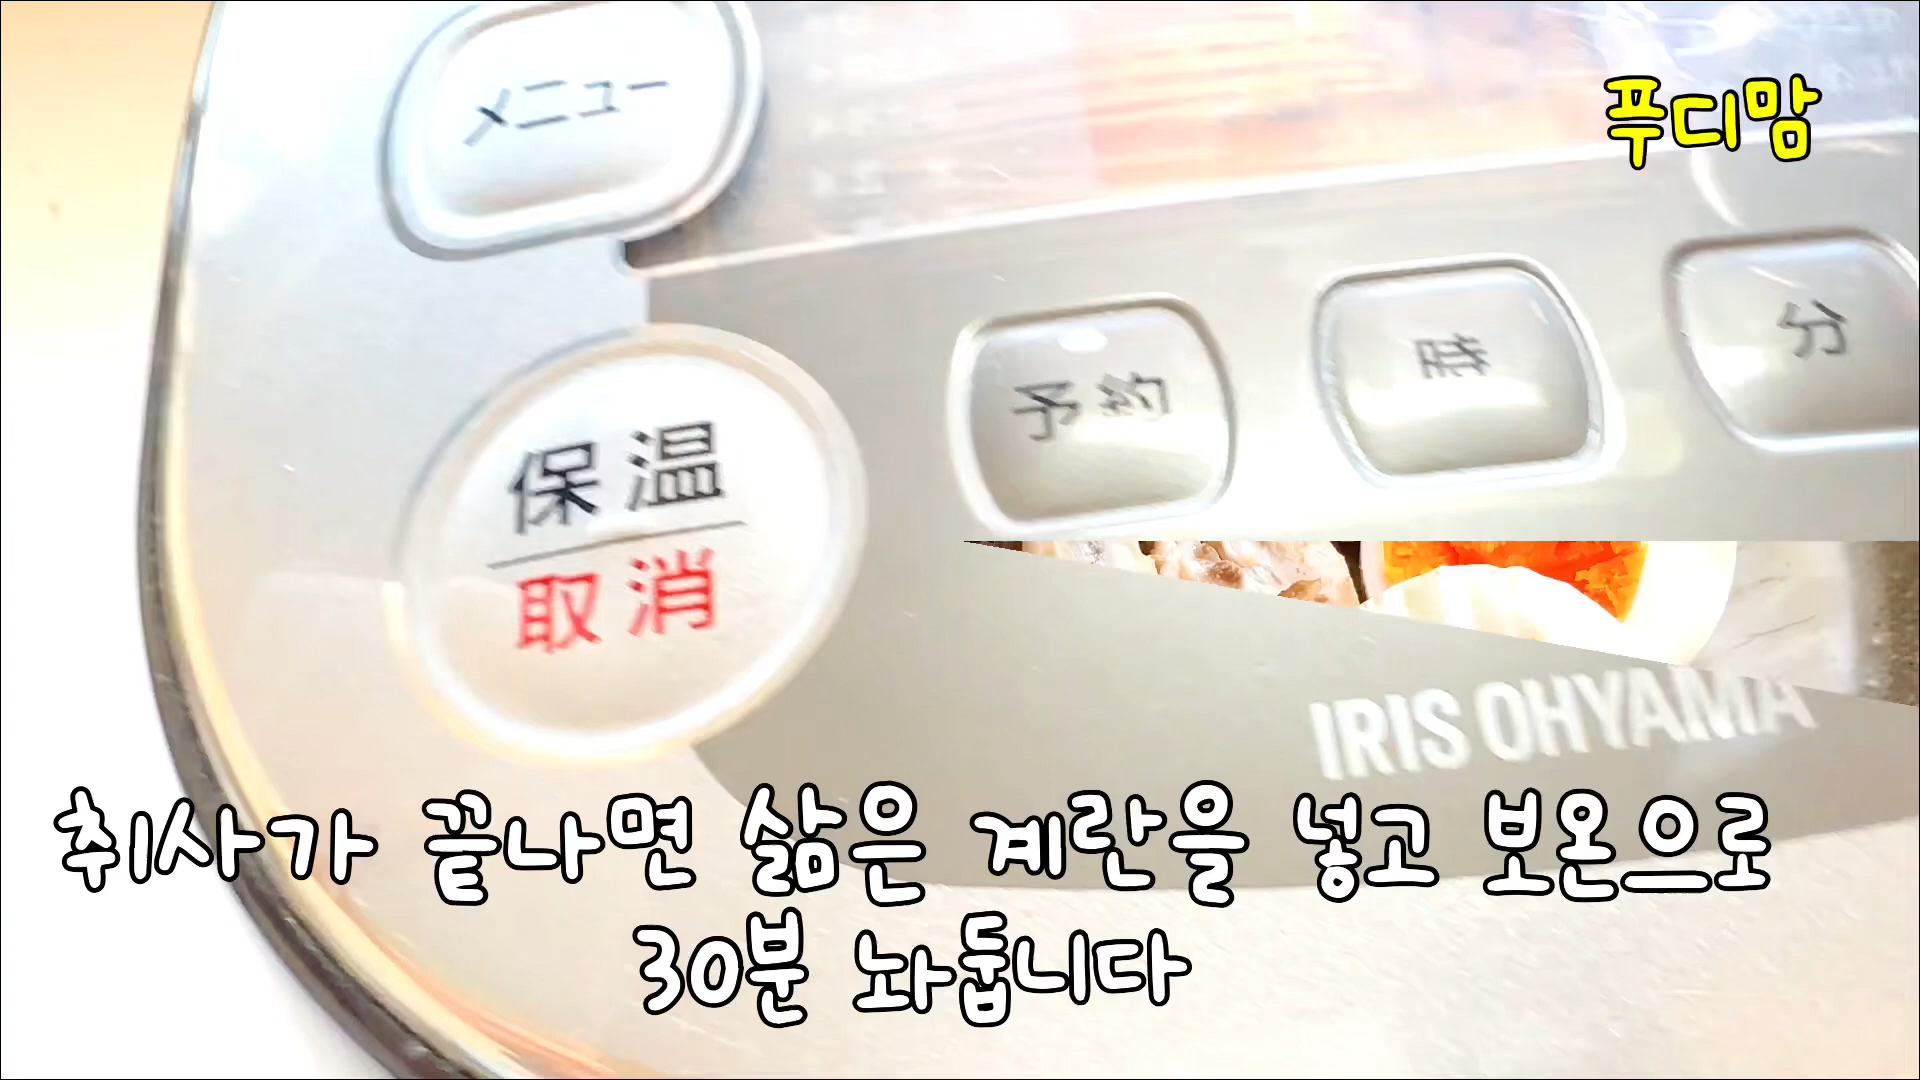 メニュー
푸디맘
予約
時
分
保温
取消
IRIS OHYAMA
취사가 끝나면 삶은 계란을 넣고 보온으로
30분 놔둡니다